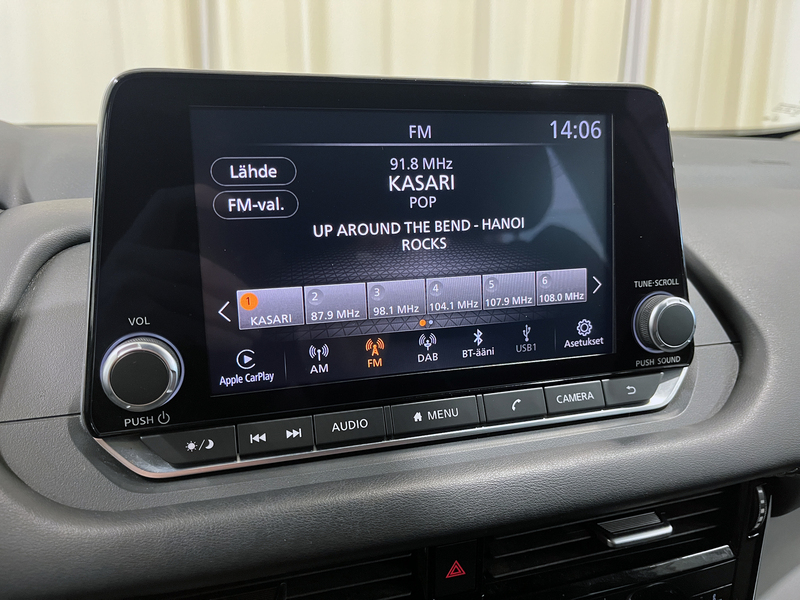 FM
14:06
Lähde
FM-val.
91.8 MHz
KASARI
POP
UP AROUND THE BEND - HANOI
ROCKS
1
KASARI
2
87.9 MHz
3
98.1 MHz
4
104.1 MHz
5
107.9 MHz
6
108.0 MHz
Apple CarPlay
AM
FM
DAB
BT-ääni
USB1
Asetukset
VOL
PUSH
TUNE·SCROLL
PUSH SOUND
AUDIO
MENU
CAMERA